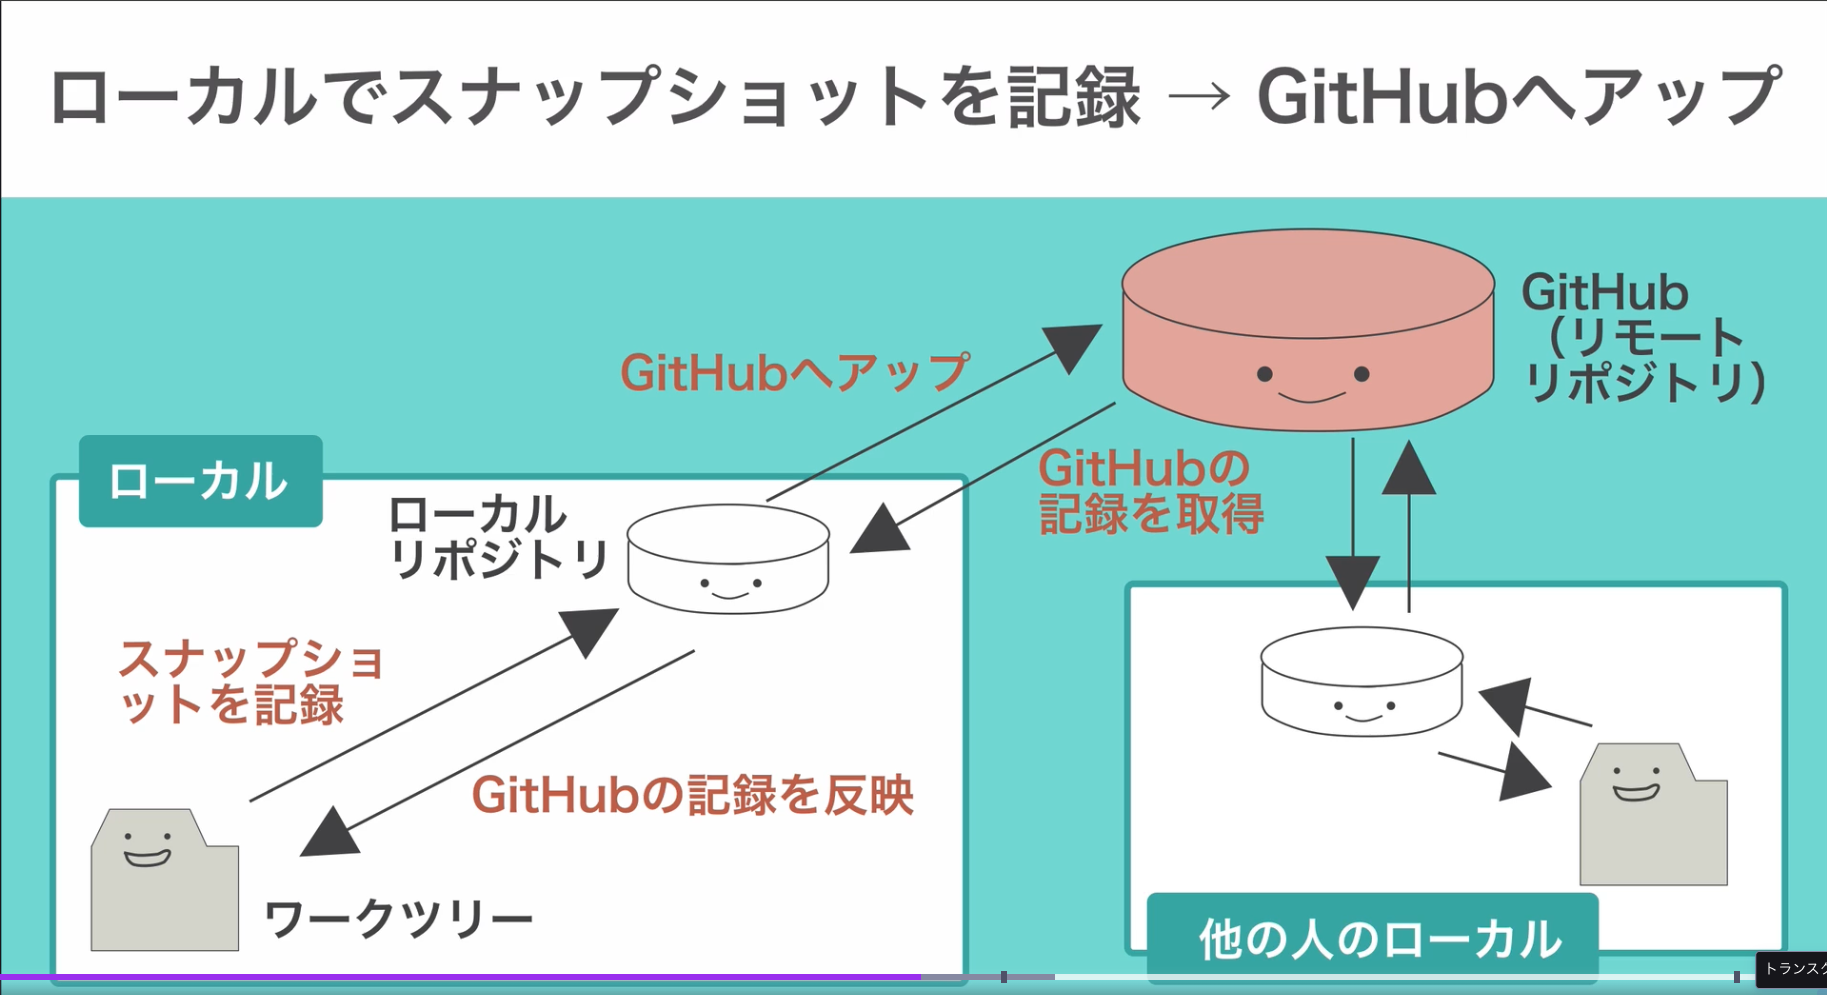 ローカルでスナップショットを記録 → GitHubへアップ
GitHub
（リモート
リポジトリ）
GitHubへアップ
GitHubの
記録を取得
ローカル
ローカル
リポジトリ
スナップショ
ットを記録
GitHubの記録を反映
ワークツリー
他の人のローカル